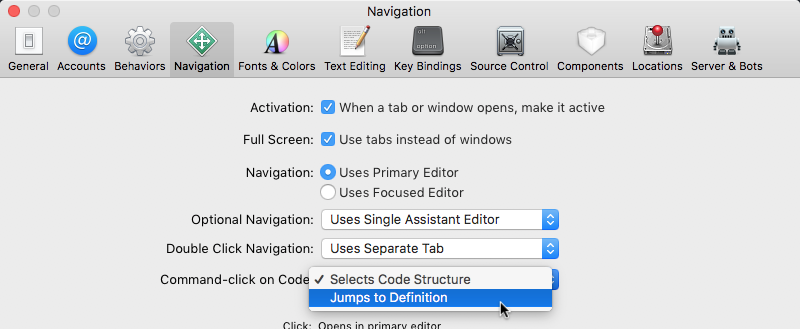 Navigation
General Accounts Behaviors Navigation Fonts & Colors Text Editing Key Bindings Source Control Components Locations Server & Bots
alt
option
Activation: When a tab or window opens, make it active
Full Screen: Use tabs instead of windows
Navigation: Uses Primary Editor
Uses Focused Editor
Optional Navigation: Uses Single Assistant Editor
Double Click Navigation: Uses Separate Tab
Command-click on Code ✓ Selects Code Structure
Jumps to Definition
Click: Opens in primary editor